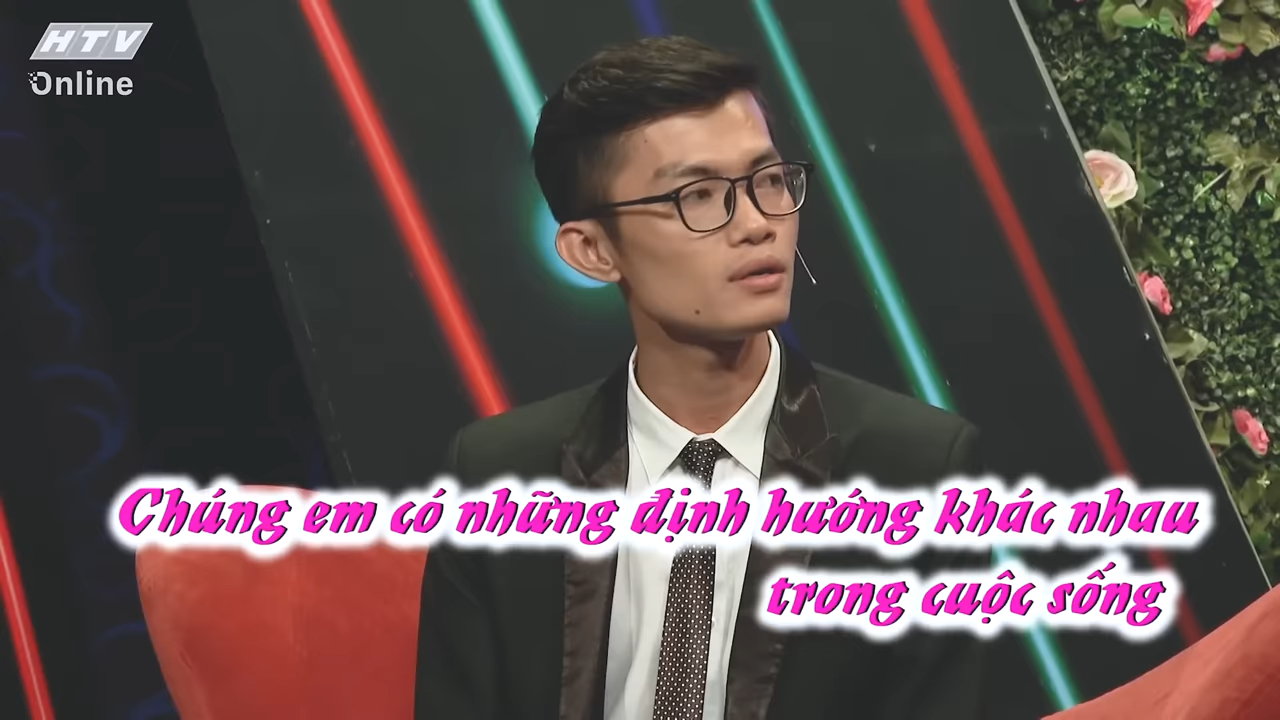 HTV
Online
Chúng em có những định hướng khác nhau
trong cuộc sống